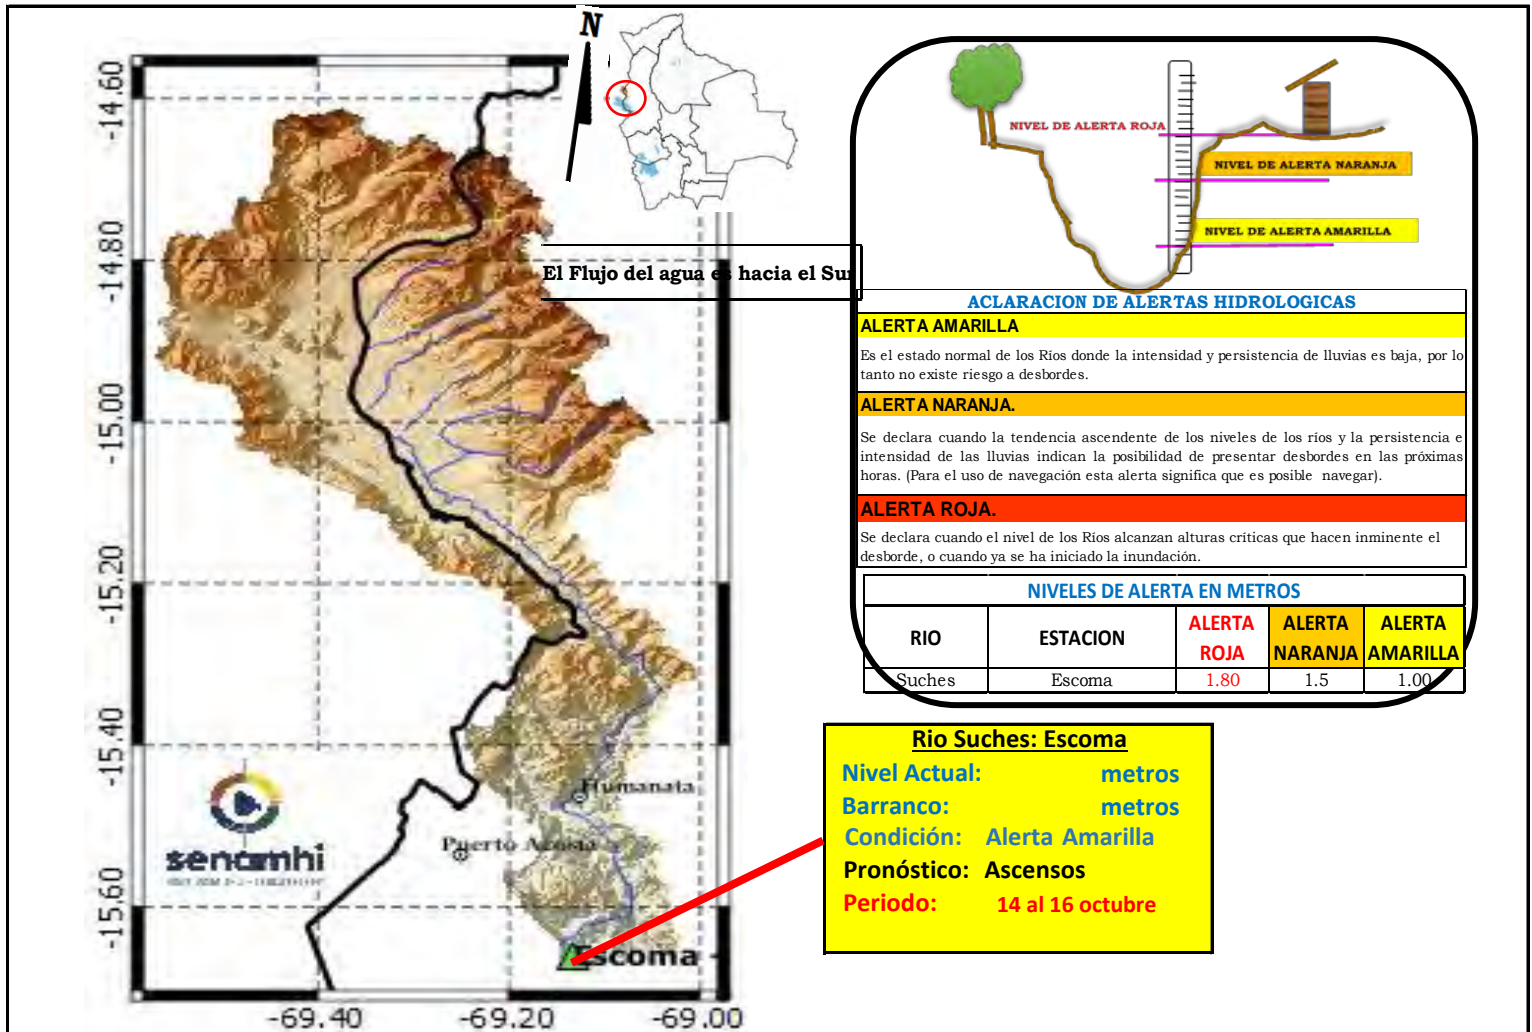 N
-14.60
-14.80
-15.00
-15.20
-15.40
-15.60
-69.40
-69.20
-69.00
El Flujo del agua es hacia el Sur
Humanata
Puerto Acosta
Escoma
senamhi
NIVEL DE ALERTA ROJA
NIVEL DE ALERTA NARANJA
NIVEL DE ALERTA AMARILLA
ACLARACION DE ALERTAS HIDROLOGICAS
ALERTA AMARILLA
Es el estado normal de los Ríos donde la intensidad y persistencia de lluvias es baja, por lo
tanto no existe riesgo a desbordes.
ALERTA NARANJA.
Se declara cuando la tendencia ascendente de los niveles de los ríos y la persistencia e
intensidad de las lluvias indican la posibilidad de presentar desbordes en las próximas
horas. (Para el uso de navegación esta alerta significa que es posible navegar).
ALERTA ROJA.
Se declara cuando el nivel de los Ríos alcanzan alturas críticas que hacen inminente el
desborde, o cuando ya se ha iniciado la inundación.
NIVELES DE ALERTA EN METROS
RIO ESTACION ALERTA ROJA ALERTA NARANJA ALERTA AMARILLA
Suches Escoma 1.80 1.5 1.00
Rio Suches: Escoma
Nivel Actual: metros
Barranco: metros
Condición: Alerta Amarilla
Pronóstico: Ascensos
Periodo: 14 al 16 octubre